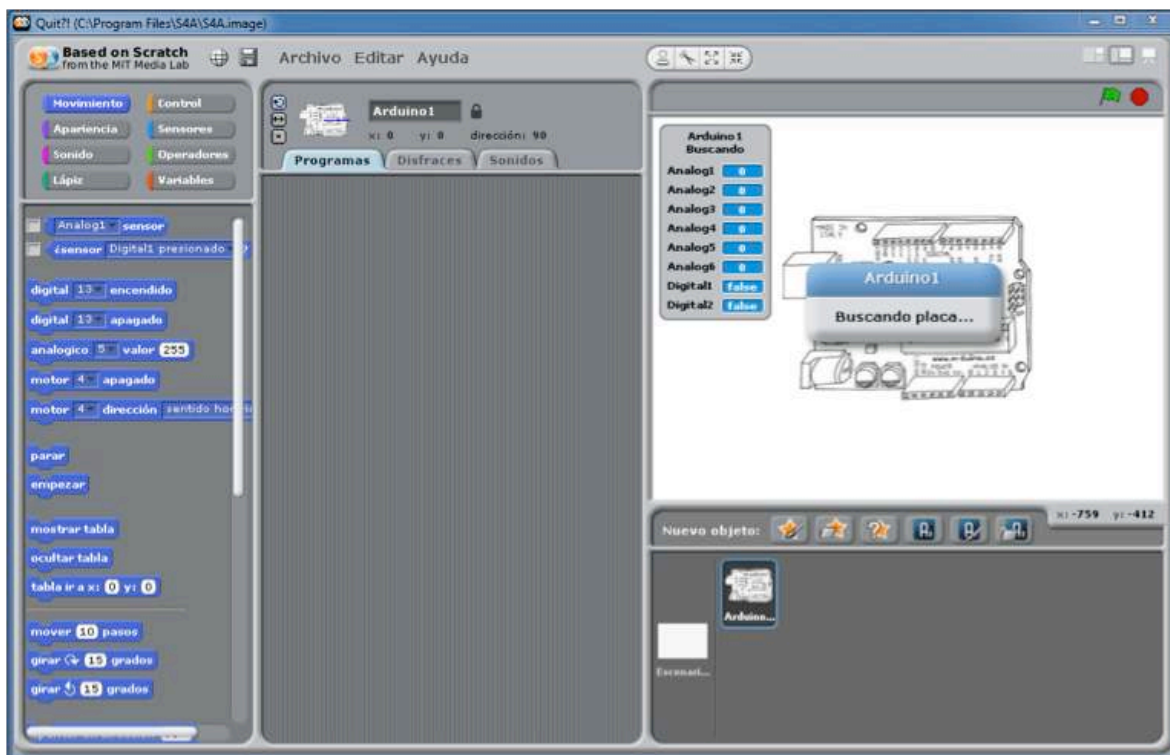 Quit?! (C:\Program Files\S4A\S4A.image)
Based on Scratch
from the MIT Media Lab
Archivo Editar Ayuda
Movimiento Control
Apariencia Sensores
Sonido Operadores
Lápiz Variables
Analog1 sensor
¿sensor Digital1 presionado ?
digital 13 encendido
digital 13 apagado
analogico 5 valor 255
motor 4 apagado
motor 4 dirección sentido
parar
empezar
mostrar tabla
ocultar tabla
tabla ir a x: 0 y: 0
mover 10 pasos
girar 15 grados
girar 15 grados
Arduino1
x: 0 y: 0 dirección: 90
Programas Disfraces Sonidos
Arduino1
Buscando
Analog1 0
Analog2 0
Analog3 0
Analog4 0
Analog5 0
Analog6 0
Digital1 false
Digital2 false
Arduino1
Buscando placa...
x: -759 y: -412
Nuevo objeto:
Arduino...
Escenari...